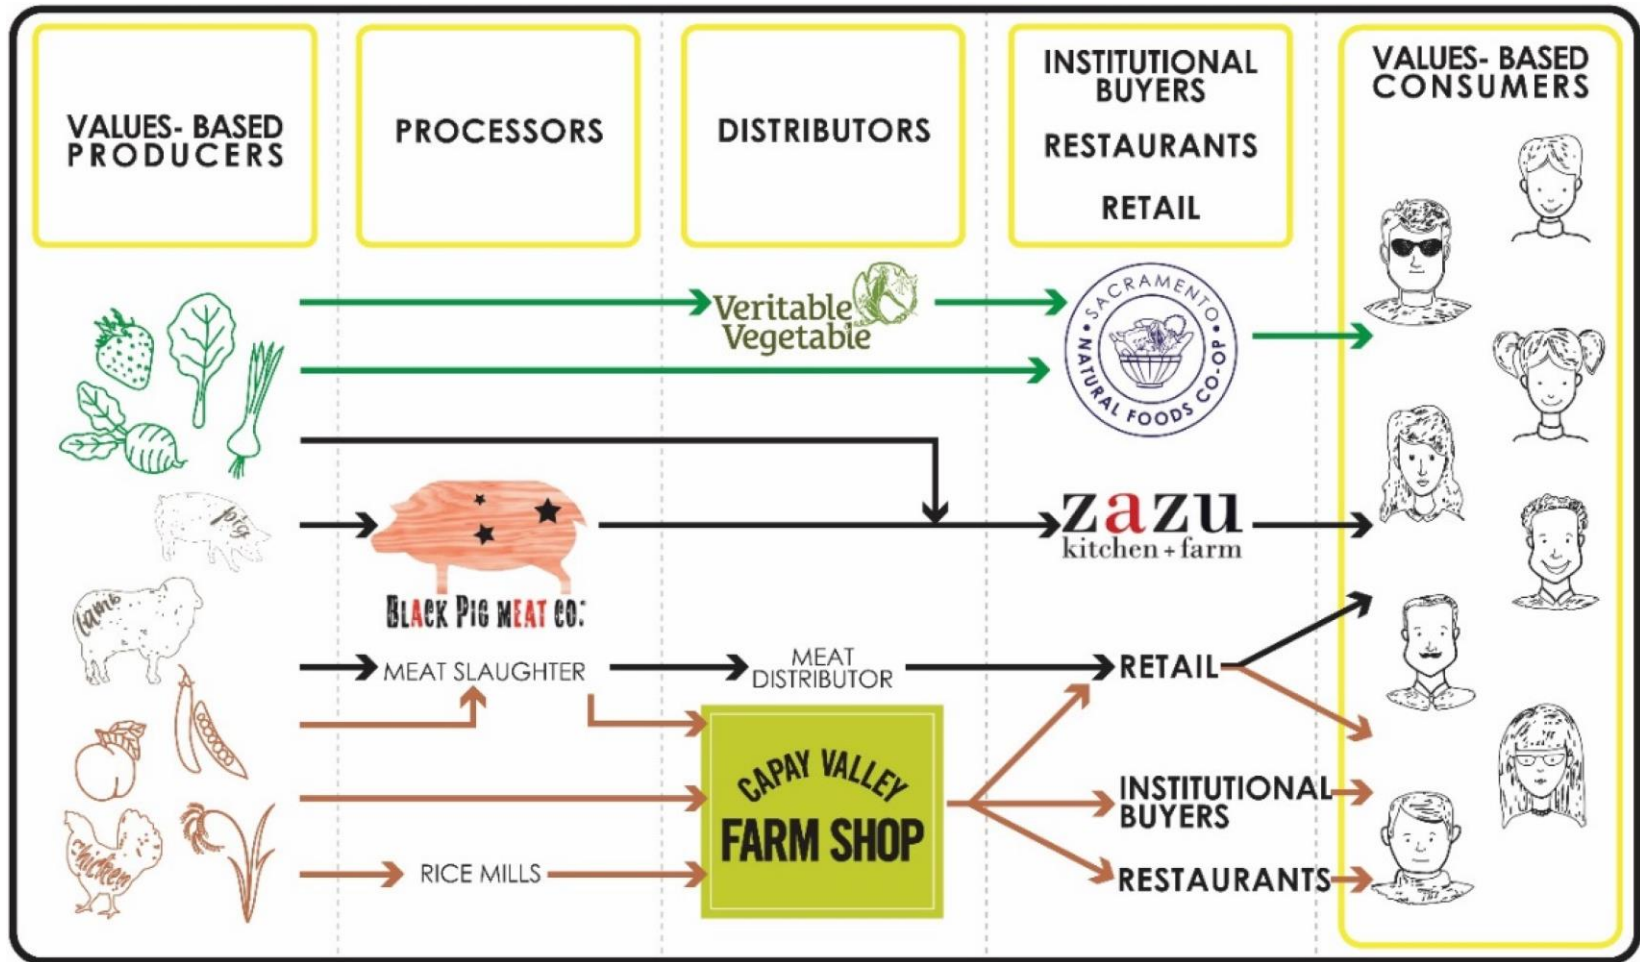 VALUES- BASED
PRODUCERS
PROCESSORS
DISTRIBUTORS
INSTITUTIONAL
BUYERS
RESTAURANTS
RETAIL
VALUES- BASED
CONSUMERS
Veritable
Vegetable
SACRAMENTO
NATURAL FOODS CO-OP
pig
BLACK PIG MEAT CO.
zazu
kitchen + farm
Lamb
MEAT SLAUGHTER
MEAT
DISTRIBUTOR
RETAIL
CAPAY VALLEY
FARM SHOP
INSTITUTIONAL
BUYERS
chicken
RICE MILLS
RESTAURANTS